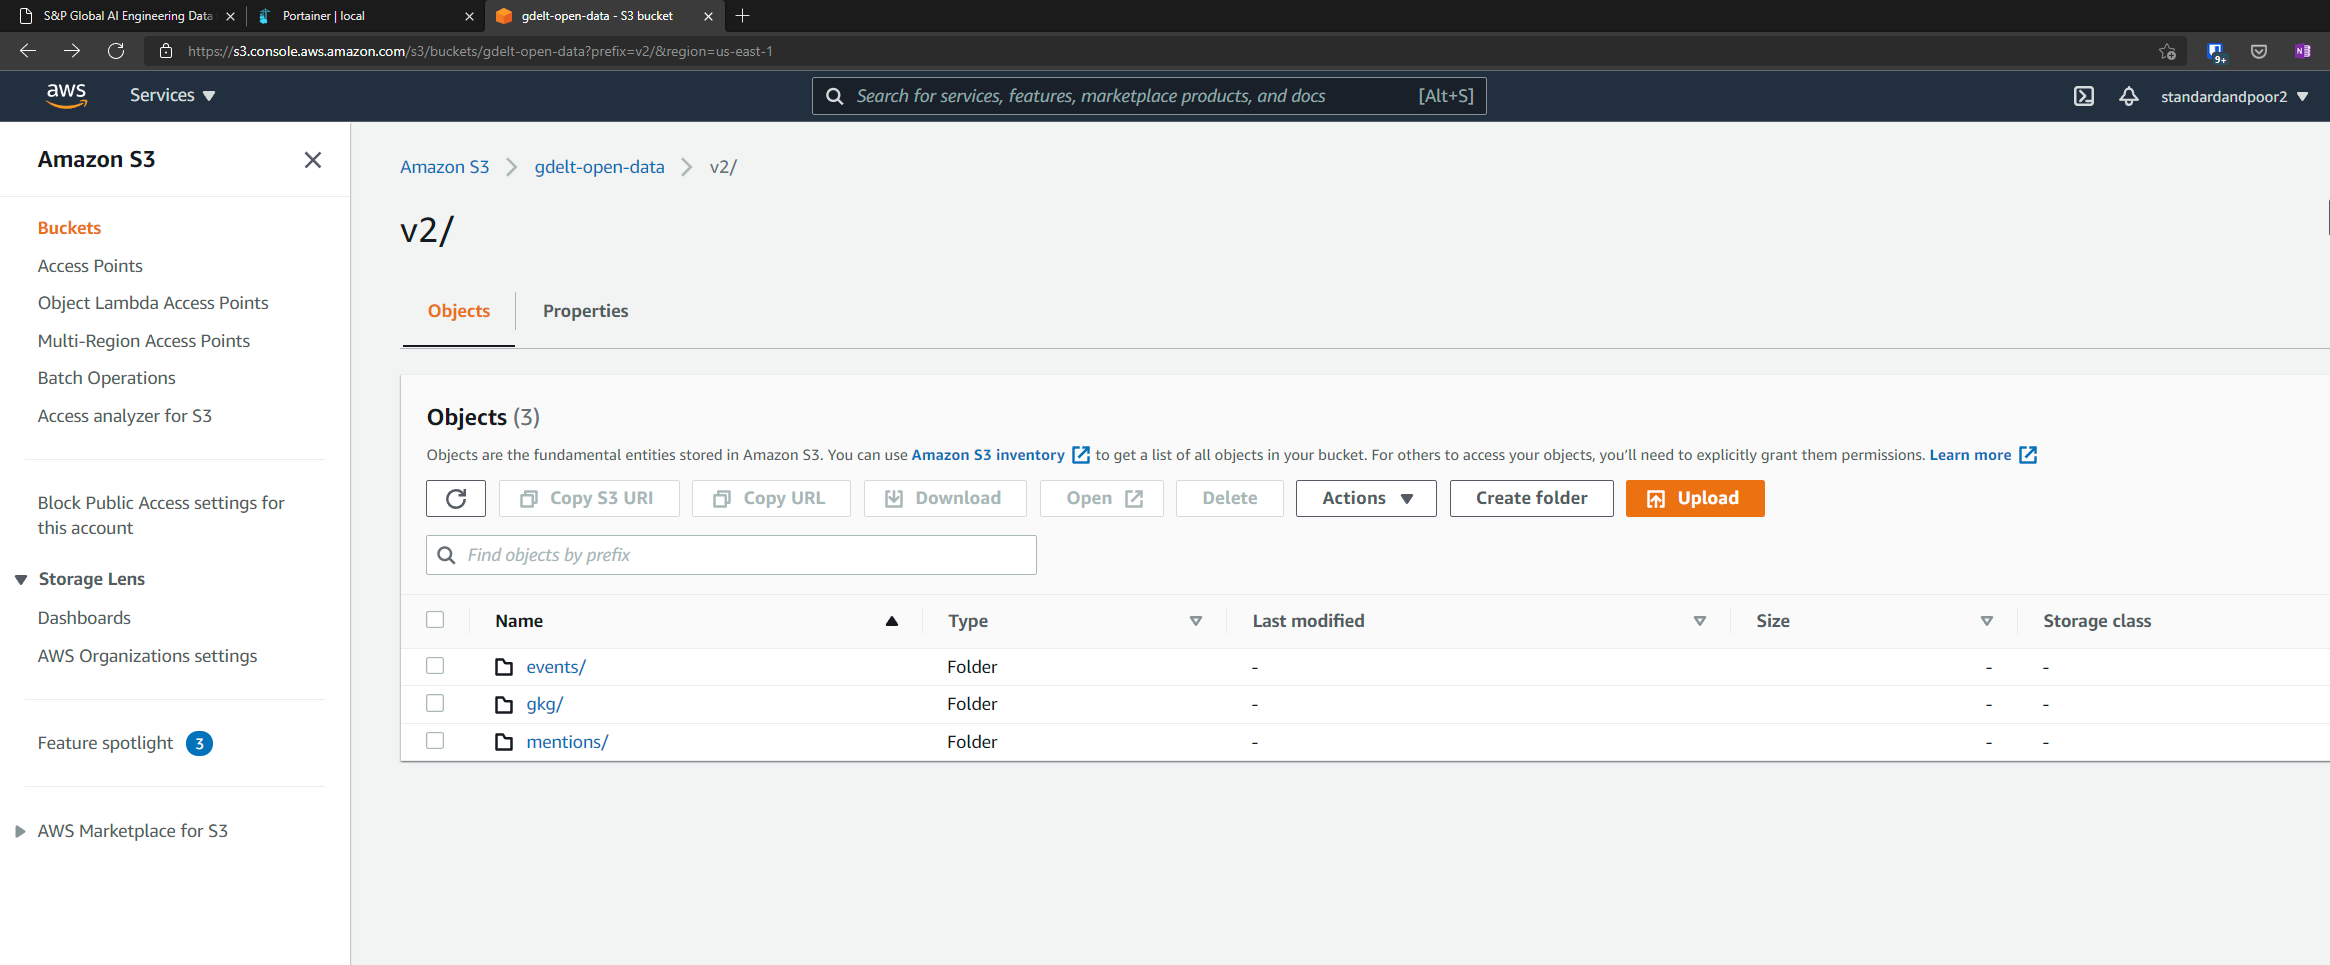 S&P Global AI Engineering Data
Portainer | local
gdelt-open-data - S3 bucket
https://s3.console.aws.amazon.com/s3/buckets/gdelt-open-data?prefix=v2/&region=us-east-1
9+
N
aws
Services
Search for services, features, marketplace products, and docs
[Alt+S]
standardandpoor2
Amazon S3
Buckets
Access Points
Object Lambda Access Points
Multi-Region Access Points
Batch Operations
Access analyzer for S3
Block Public Access settings for
this account
Storage Lens
Dashboards
AWS Organizations settings
Feature spotlight 3
AWS Marketplace for S3
Amazon S3 > gdelt-open-data > v2/
v2/
Objects
Properties
Objects (3)
Objects are the fundamental entities stored in Amazon S3. You can use Amazon S3 inventory to get a list of all objects in your bucket. For others to access your objects, you'll need to explicitly grant them permissions. Learn more
Copy S3 URI
Copy URL
Download
Open
Delete
Actions
Create folder
Upload
Find objects by prefix
Name Type Last modified Size Storage class
events/ Folder - - -
gkg/ Folder - - -
mentions/ Folder - - -